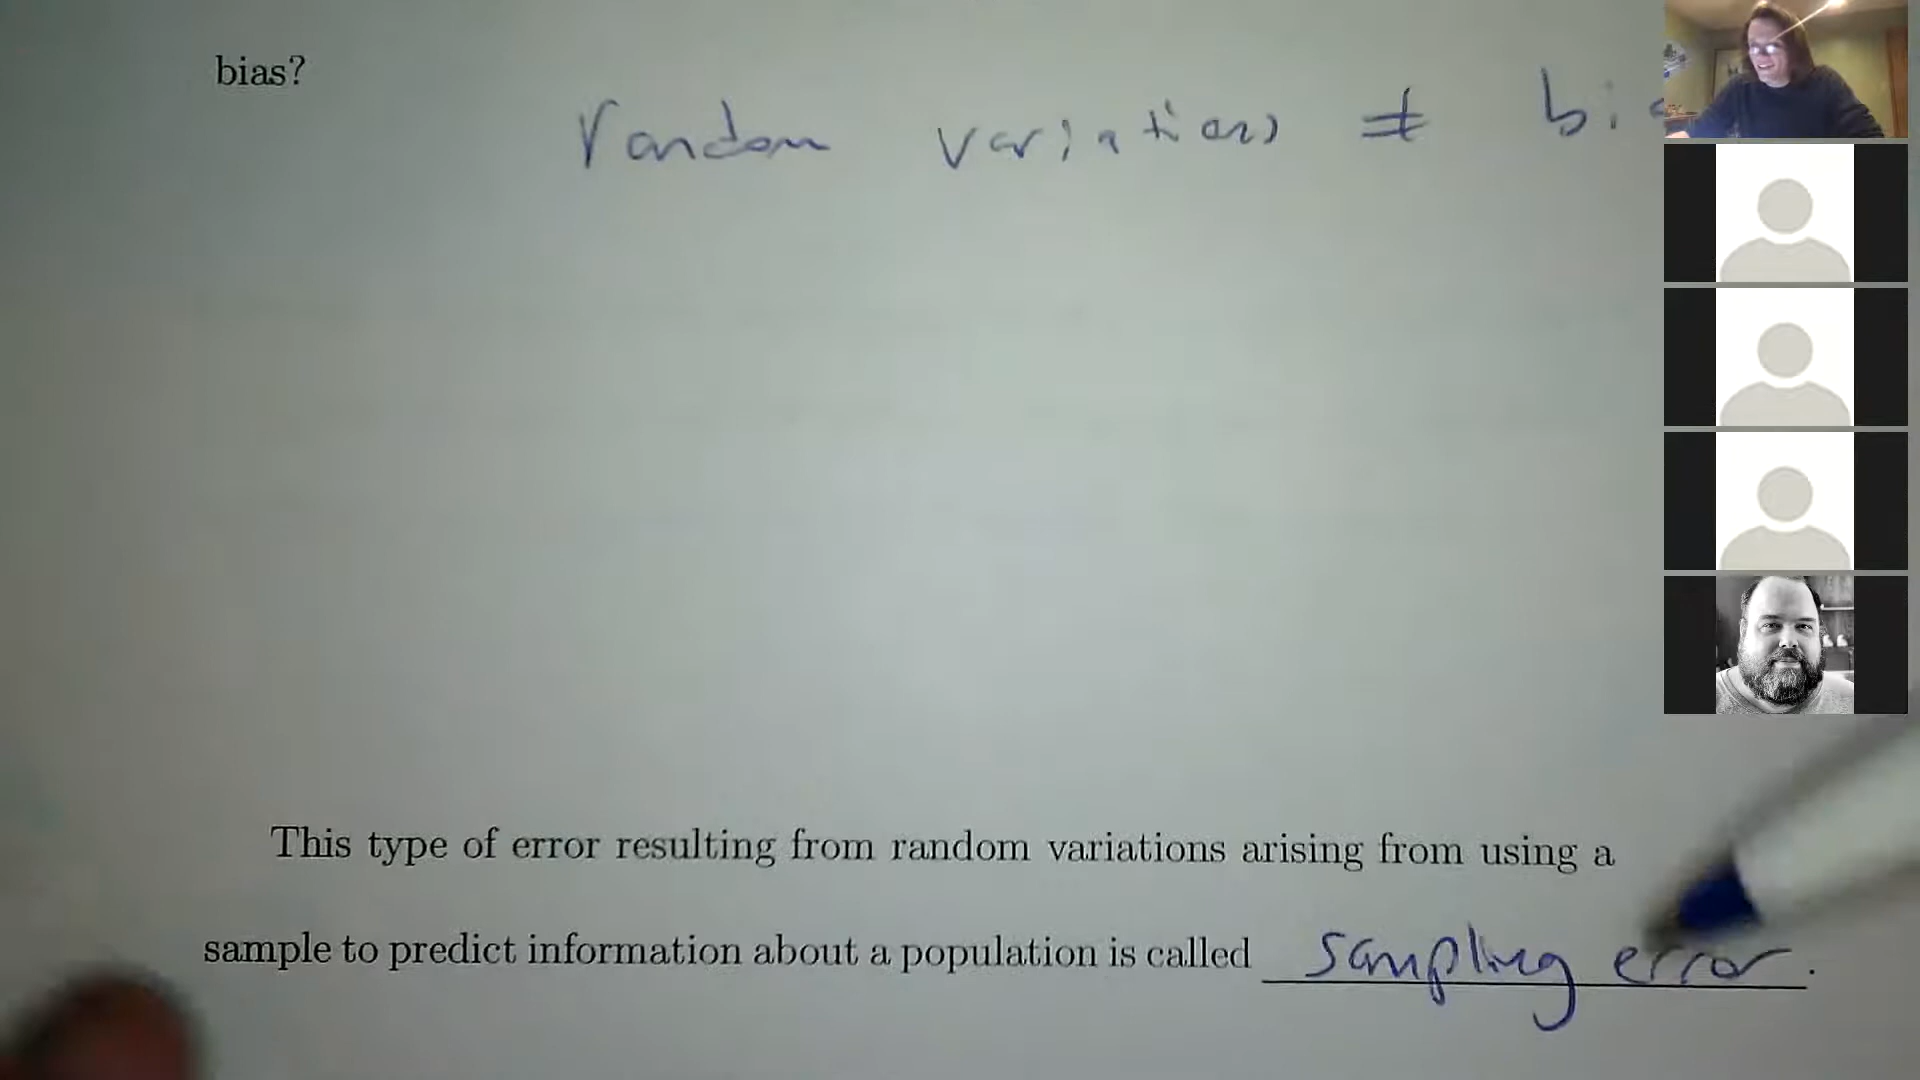 bias?
random variations ≠
This type of error resulting from random variations arising from using a
sample to predict information about a population is called sampling error.